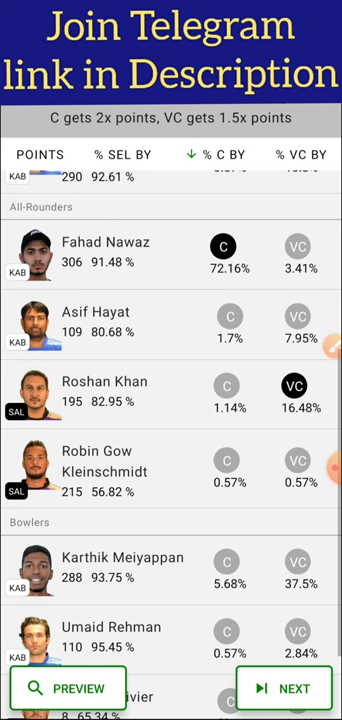 Join Telegram
link in Description
C gets 2x points, VC gets 1.5x points
POINTS % SEL BY % C BY % VC BY
KAB 290 92.61 %
All-Rounders
Fahad Nawaz C VC
KAB 306 91.48 % 72.16% 3.41%
Asif Hayat C VC
KAB 109 80.68 % 1.7% 7.95%
Roshan Khan C VC
SAL 195 82.95 % 1.14% 16.48%
Robin Gow C VC
Kleinschmidt
SAL 215 56.82 % 0.57% 0.57%
Bowlers
Karthik Meiyappan C VC
KAB 288 93.75 % 5.68% 37.5%
Umaid Rehman C VC
KAB 110 95.45 % 0.57% 2.84%
PREVIEW NEXT
8 65.34 %